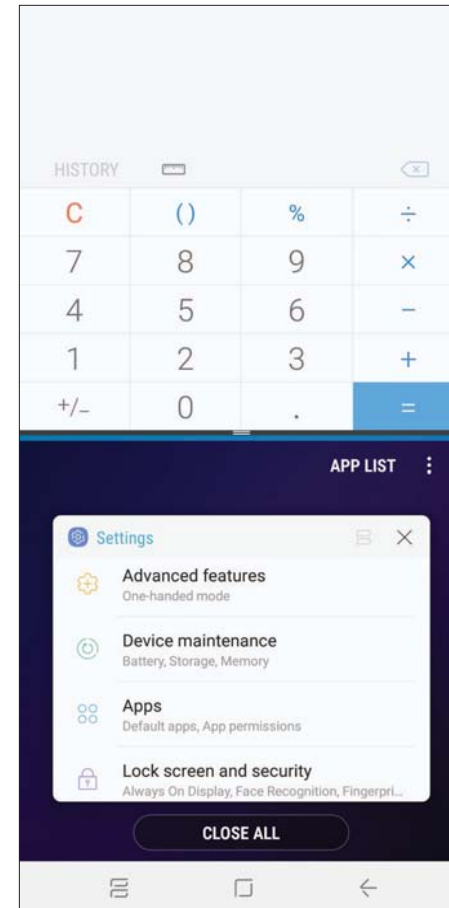 HISTORY
C ( ) % ÷
7 8 9 ×
4 5 6 −
1 2 3 +
+/− 0 . =
APP LIST
Settings
Advanced features
One-handed mode
Device maintenance
Battery, Storage, Memory
Apps
Default apps, App permissions
Lock screen and security
Always On Display, Face Recognition, Fingerpri...
CLOSE ALL